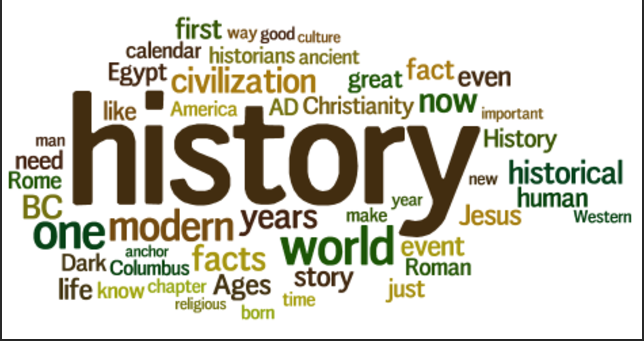 first way good culture
calendar historians ancient
Egypt civilization great fact even
like America AD Christianity now important
history
man
need
Rome
BC
History
new historical
human
year
make Jesus Western
one modern years
world event
anchor
Dark Columbus facts Roman
life know chapter Ages story just
religious born time